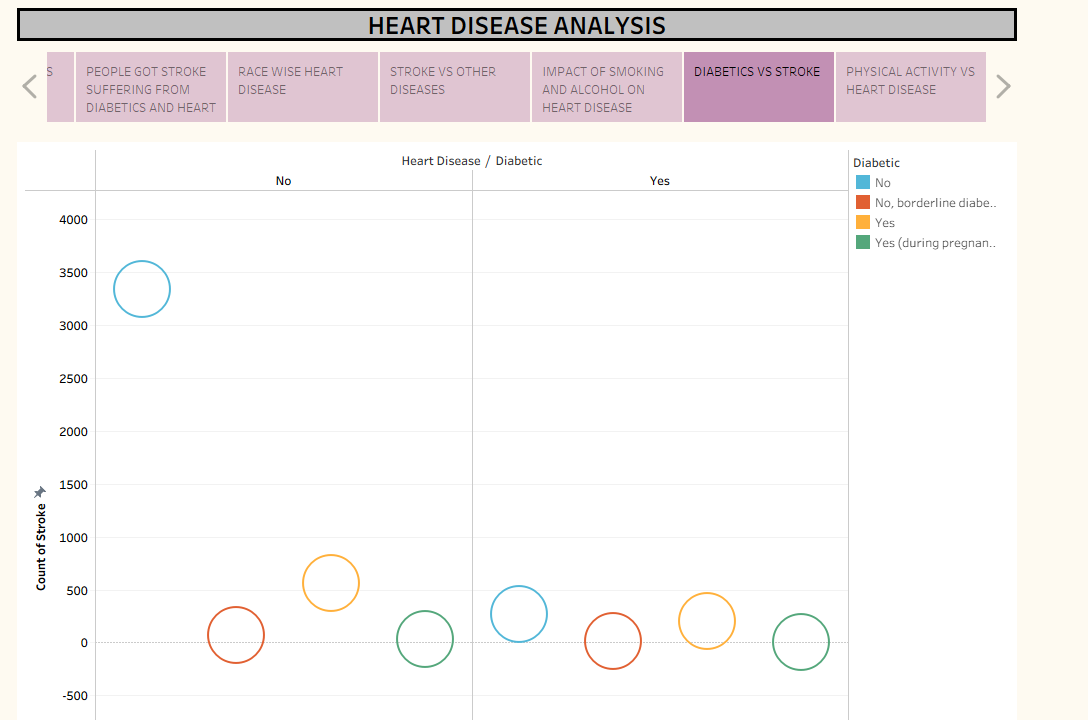 HEART DISEASE ANALYSIS
S
PEOPLE GOT STROKE
SUFFERING FROM
DIABETICS AND HEART
RACE WISE HEART
DISEASE
STROKE VS OTHER
DISEASES
IMPACT OF SMOKING
AND ALCOHOL ON
HEART DISEASE
DIABETICS VS STROKE
PHYSICAL ACTIVITY VS
HEART DISEASE
Heart Disease / Diabetic
No
Yes
4000
3500
3000
2500
2000
1500
1000
500
0
-500
Count of Stroke
Diabetic
No
No, borderline diabe..
Yes
Yes (during pregnan..